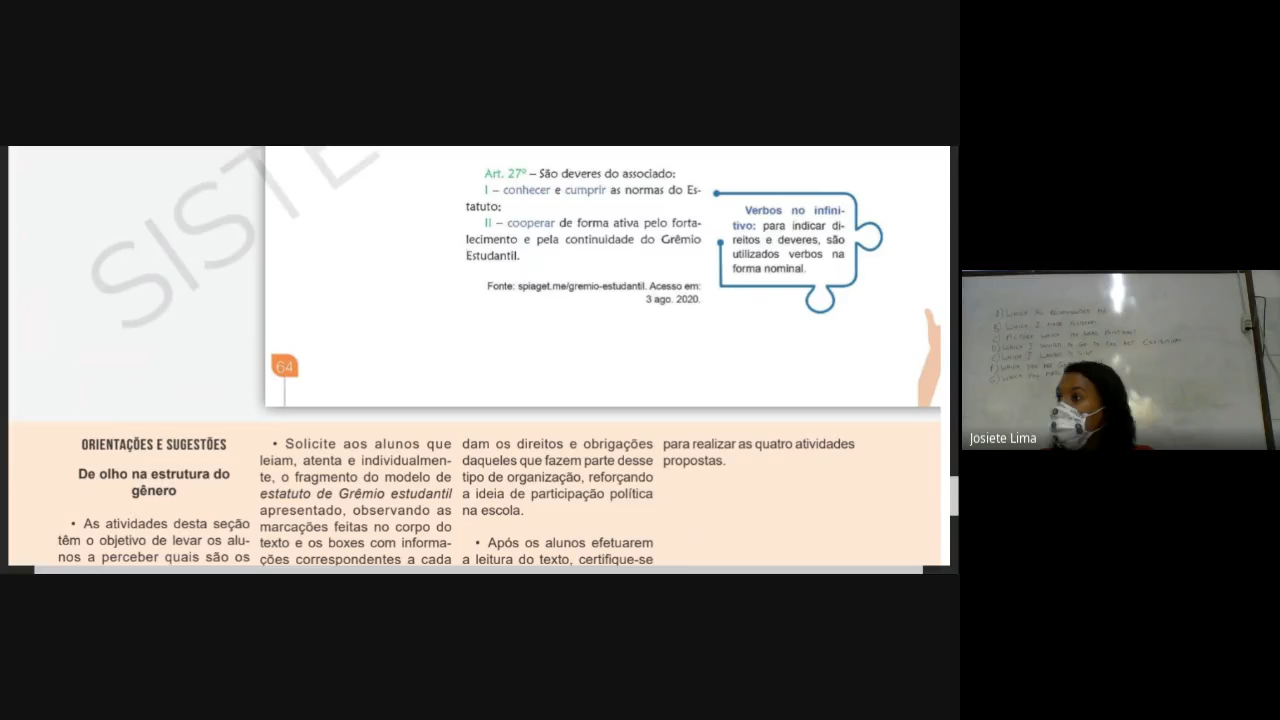 SISTE
Art. 27º – São deveres do associado:
I – conhecer e cumprir as normas do Es-
tatuto;
II – cooperar de forma ativa pelo forta-
lecimento e pela continuidade do Grêmio
Estudantil.
Fonte: spiaget.me/gremio-estudantil. Acesso em:
3 ago. 2020.
Verbos no infini-
tivo: para indicar di-
reitos e deveres, são
utilizados verbos na
forma nominal.
64
ORIENTAÇÕES E SUGESTÕES
De olho na estrutura do
gênero
• As atividades desta seção
têm o objetivo de levar os alu-
nos a perceber quais são os
• Solicite aos alunos que
leiam, atenta e individualmen-
te, o fragmento do modelo de
estatuto de Grêmio estudantil
apresentado, observando as
marcações feitas no corpo do
texto e os boxes com informa-
ções correspondentes a cada
dam os direitos e obrigações
daqueles que fazem parte desse
tipo de organização, reforçando
a ideia de participação política
na escola.
• Após os alunos efetuarem
a leitura do texto, certifique-se
para realizar as quatro atividades
propostas.
Josiete Lima